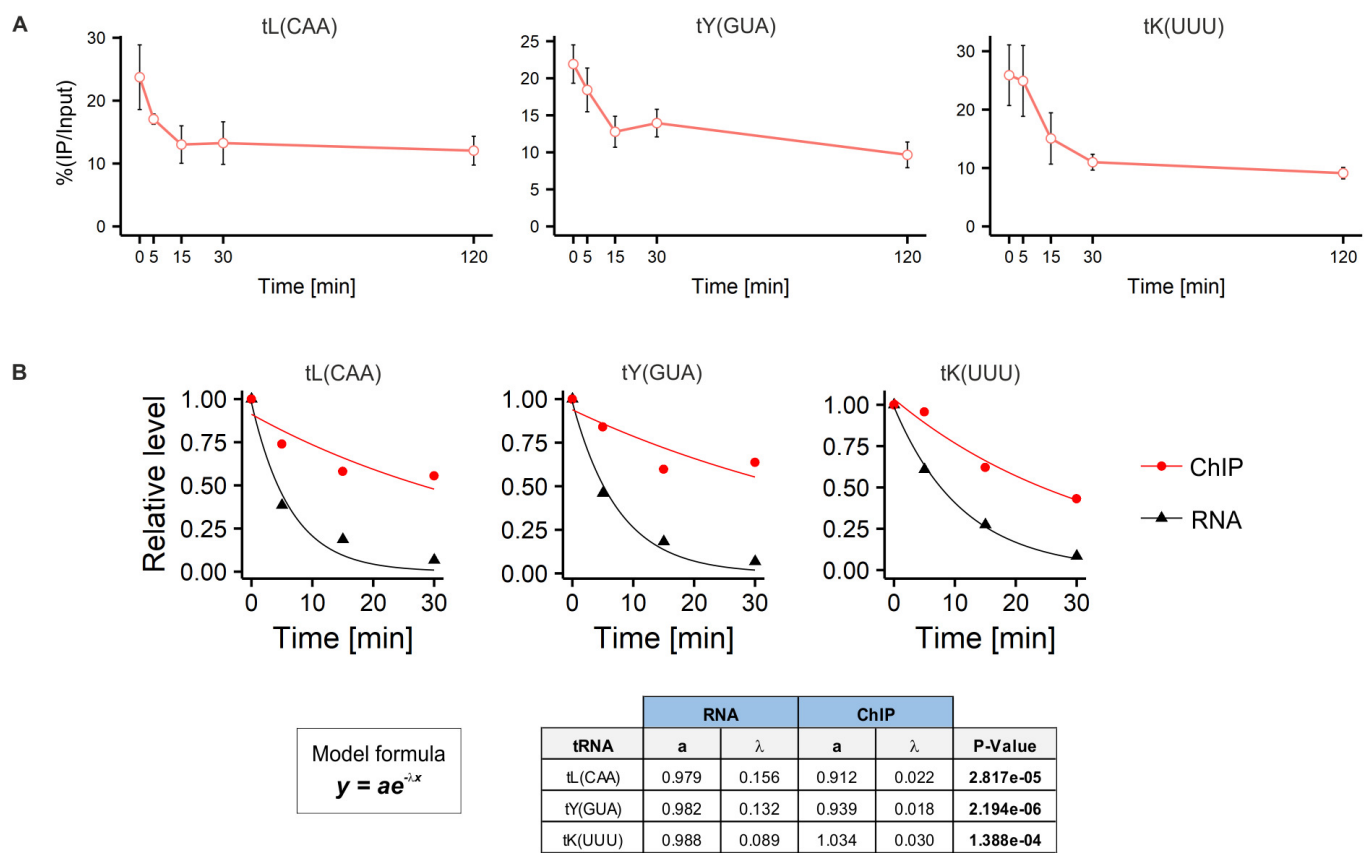 A
tL(CAA)
tY(GUA)
tK(UUU)
%(IP/Input)
30
20
10
0
0 5 15 30 120
Time [min]
25
20
15
10
5
0
0 5 15 30 120
Time [min]
30
20
10
0
0 5 15 30 120
Time [min]
B
tL(CAA)
tY(GUA)
tK(UUU)
Relative level
1.00
0.75
0.50
0.25
0.00
0 10 20 30
Time [min]
1.00
0.75
0.50
0.25
0.00
0 10 20 30
Time [min]
1.00
0.75
0.50
0.25
0.00
0 10 20 30
Time [min]
ChIP
RNA
Model formula
y = ae^-λx
RNA ChIP
tRNA a λ a λ P-Value
tL(CAA) 0.979 0.156 0.912 0.022 2.817e-05
tY(GUA) 0.982 0.132 0.939 0.018 2.194e-06
tK(UUU) 0.988 0.089 1.034 0.030 1.388e-04